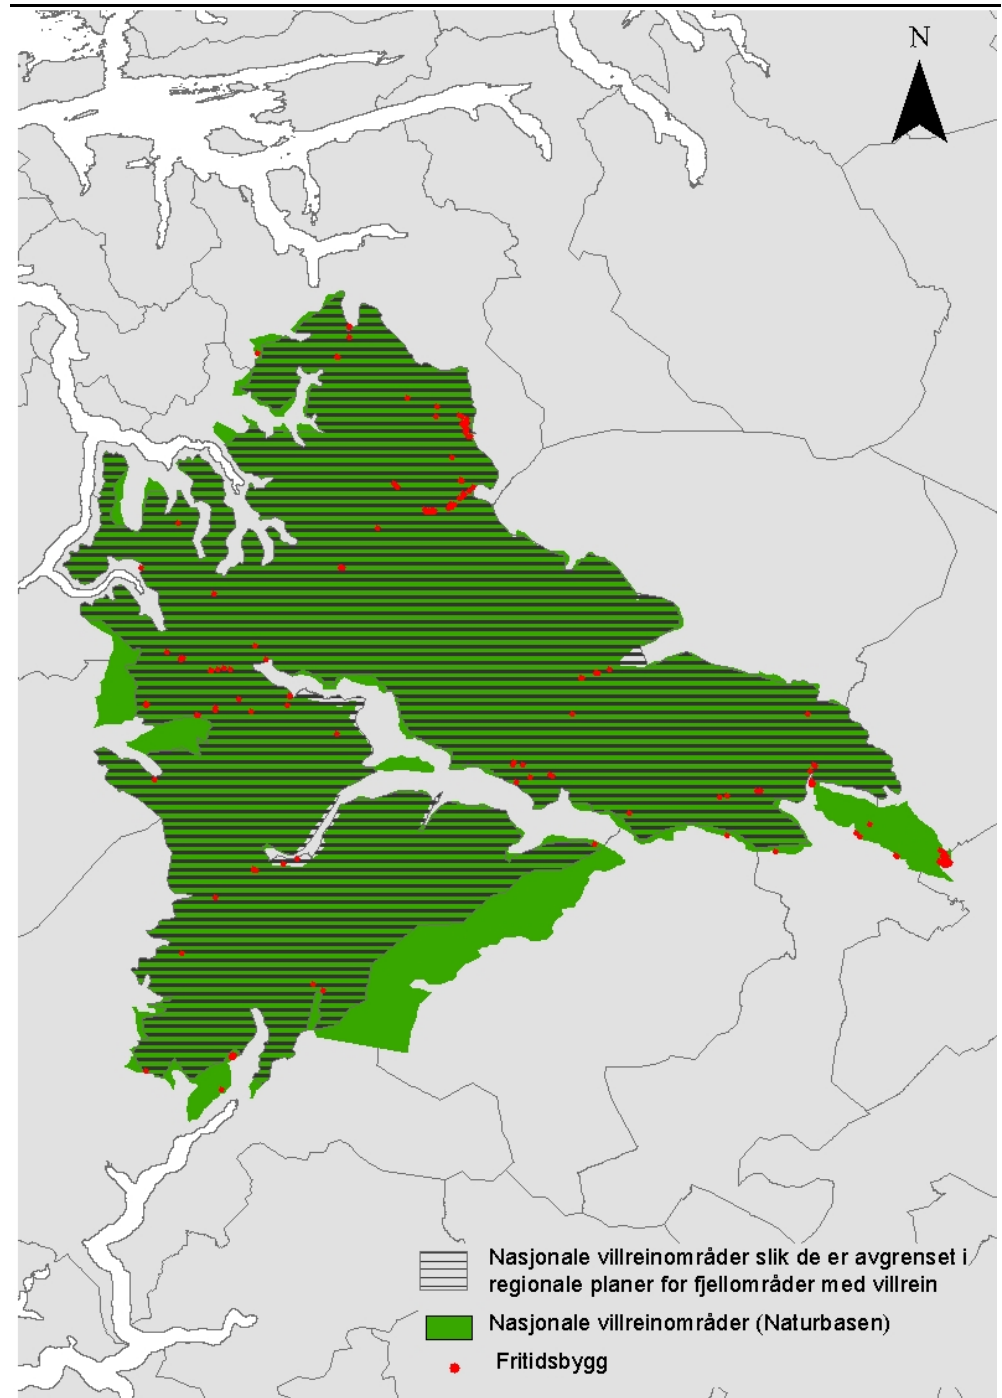 N
Nasjonale villreinområder slik de er avgrenset i
regionale planer for fjellområder med villrein
Nasjonale villreinområder (Naturbasen)
Fritidsbygg